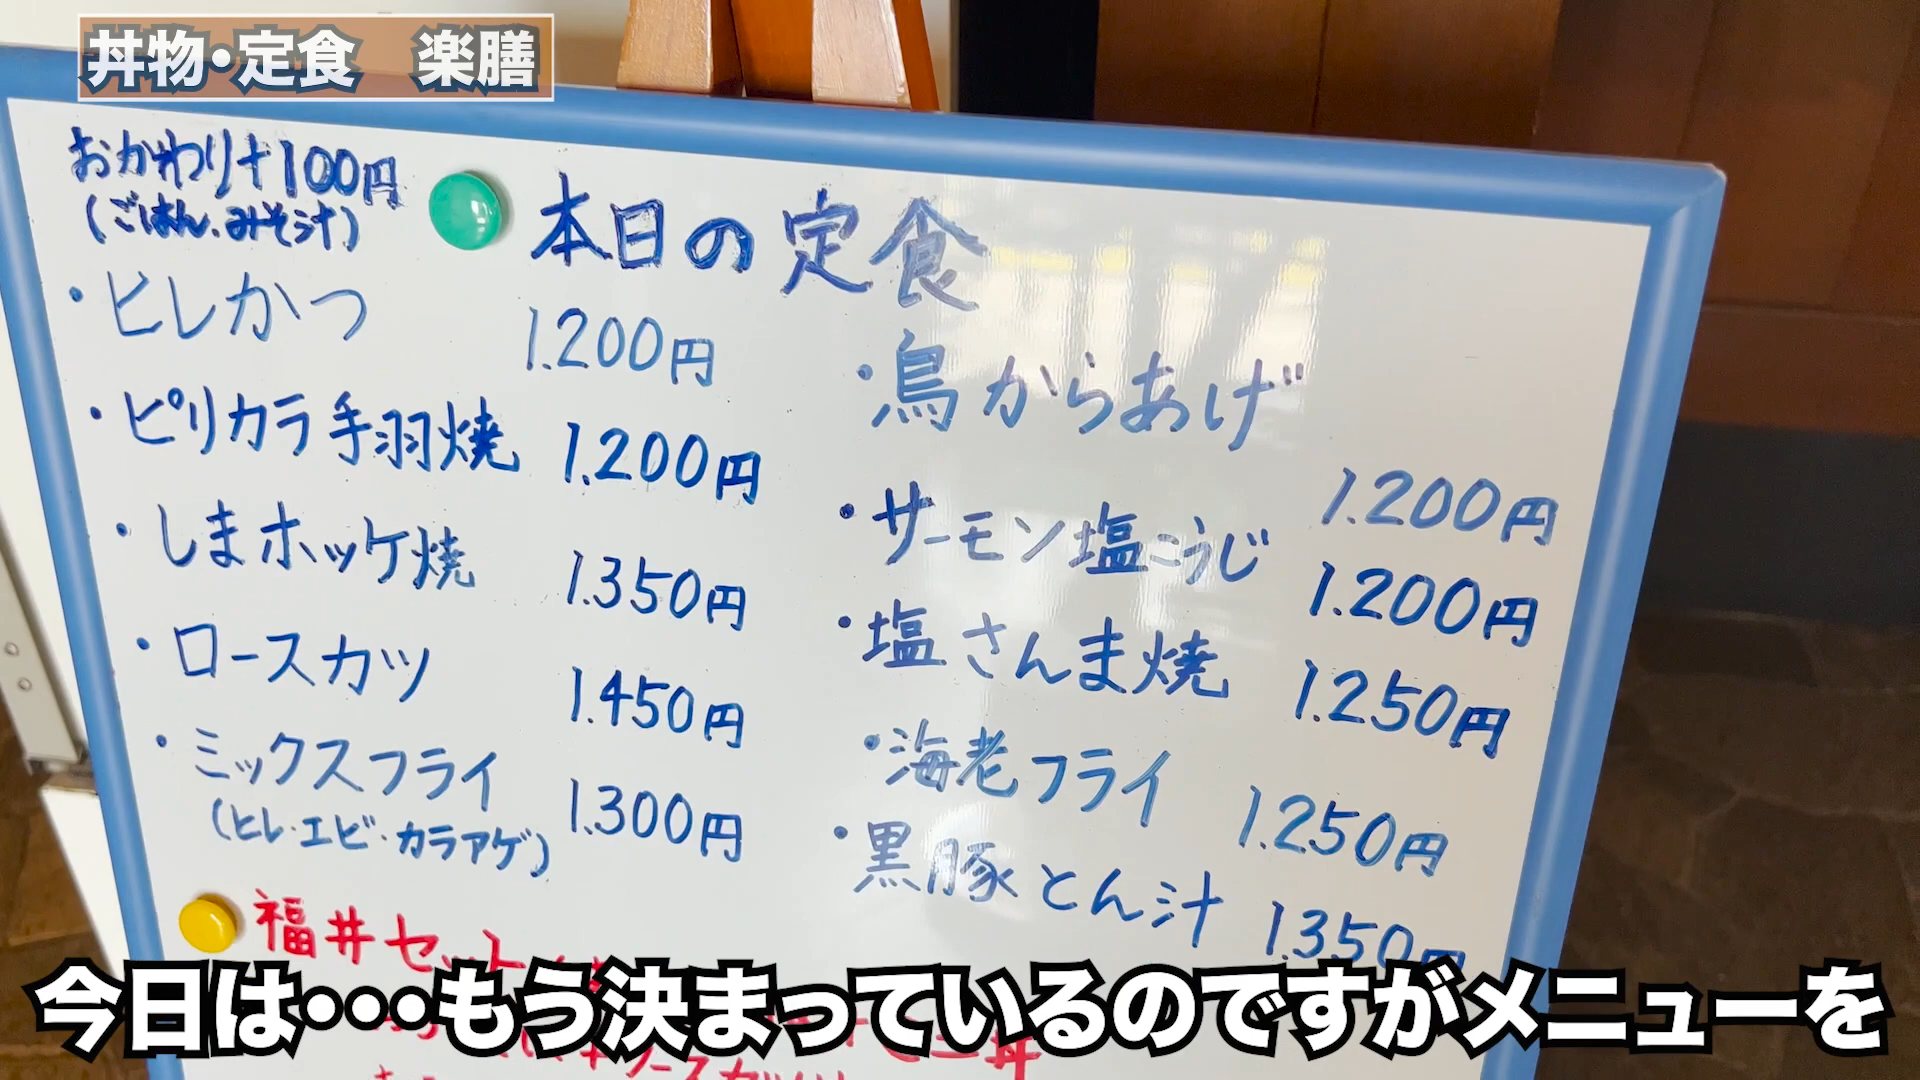 丼物・定食　楽膳
おかわり+100円
(ごはん.みそ汁)
本日の定食
・ヒレかつ 1.200円
・ピリカラ手羽焼 1.200円
・しまホッケ焼 1.350円
・ロースカツ 1.450円
・ミックスフライ 1.300円
(ヒレ・エビ・カラアゲ)
・鳥からあげ 1.200円
・サーモン塩こうじ 1.200円
・塩さんま焼 1.250円
・海老フライ 1.250円
・黒豚とん汁 1.350円
福井セット
今日は・・・もう決まっているのですがメニューを